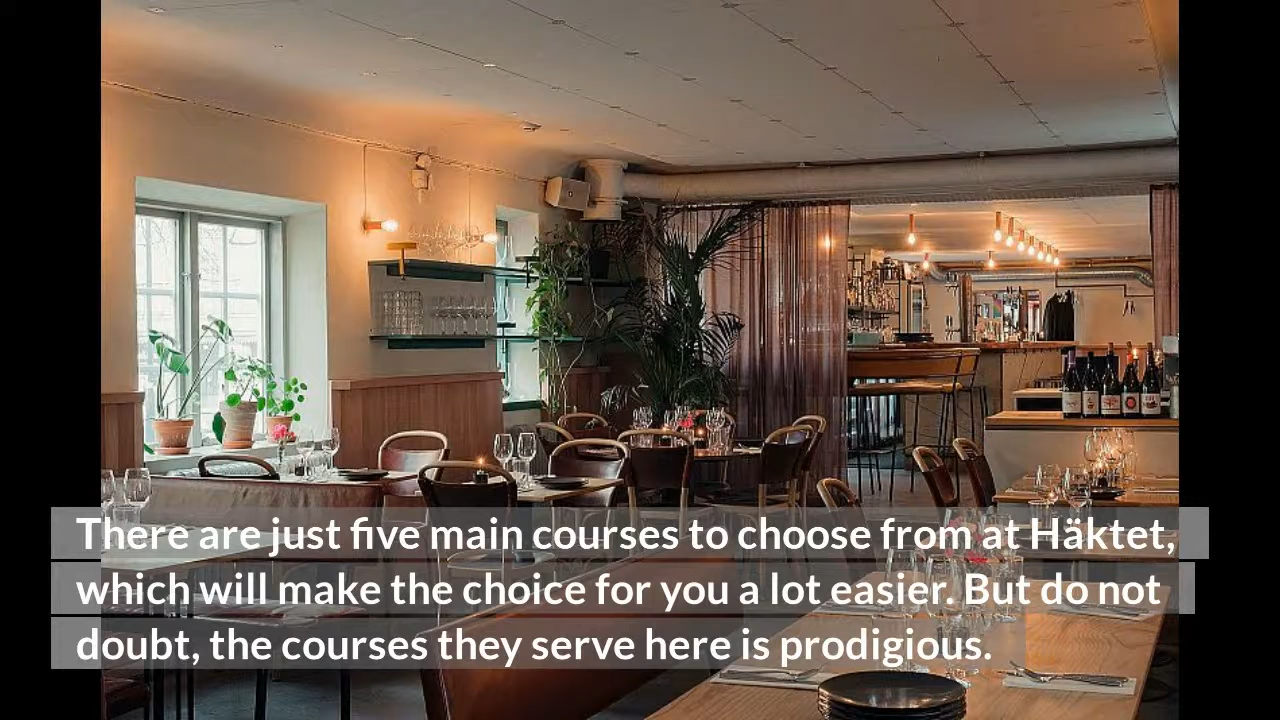 There are just five main courses to choose from at Häktet,
which will make the choice for you a lot easier. But do not
doubt, the courses they serve here is prodigious.